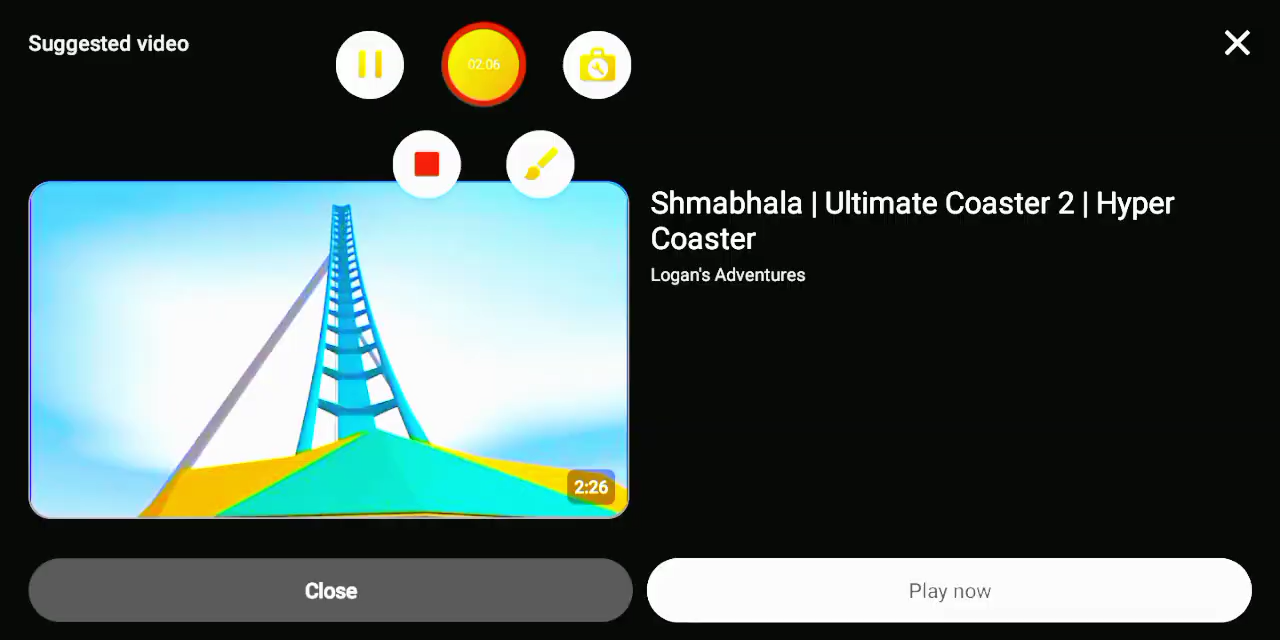 Suggested video
02:06
Shmabhala | Ultimate Coaster 2 | Hyper
Coaster
Logan's Adventures
2:26
Close
Play now